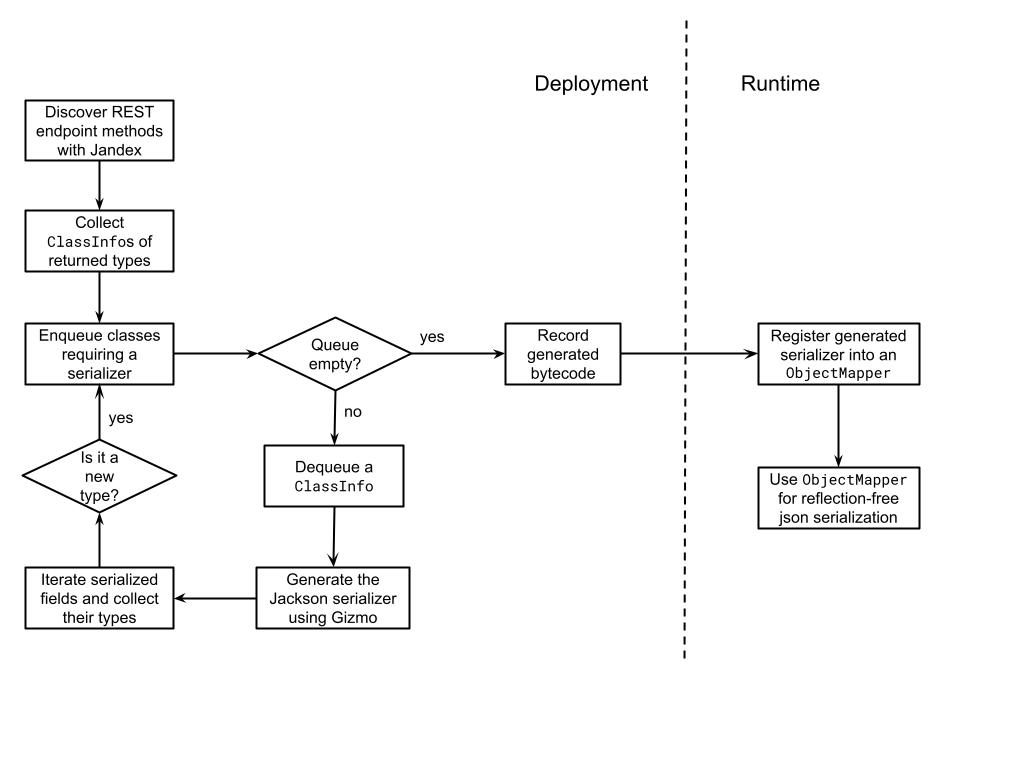 Deployment
Runtime
Discover REST
endpoint methods
with Jandex
Collect
ClassInfos of
returned types
Enqueue classes
requiring a
serializer
Queue
empty?
yes
Record
generated
bytecode
Register generated
serializer into an
ObjectMapper
no
yes
Is it a
new
type?
Dequeue a
ClassInfo
Use ObjectMapper
for reflection-free
json serialization
Iterate serialized
fields and collect
their types
Generate the
Jackson serializer
using Gizmo